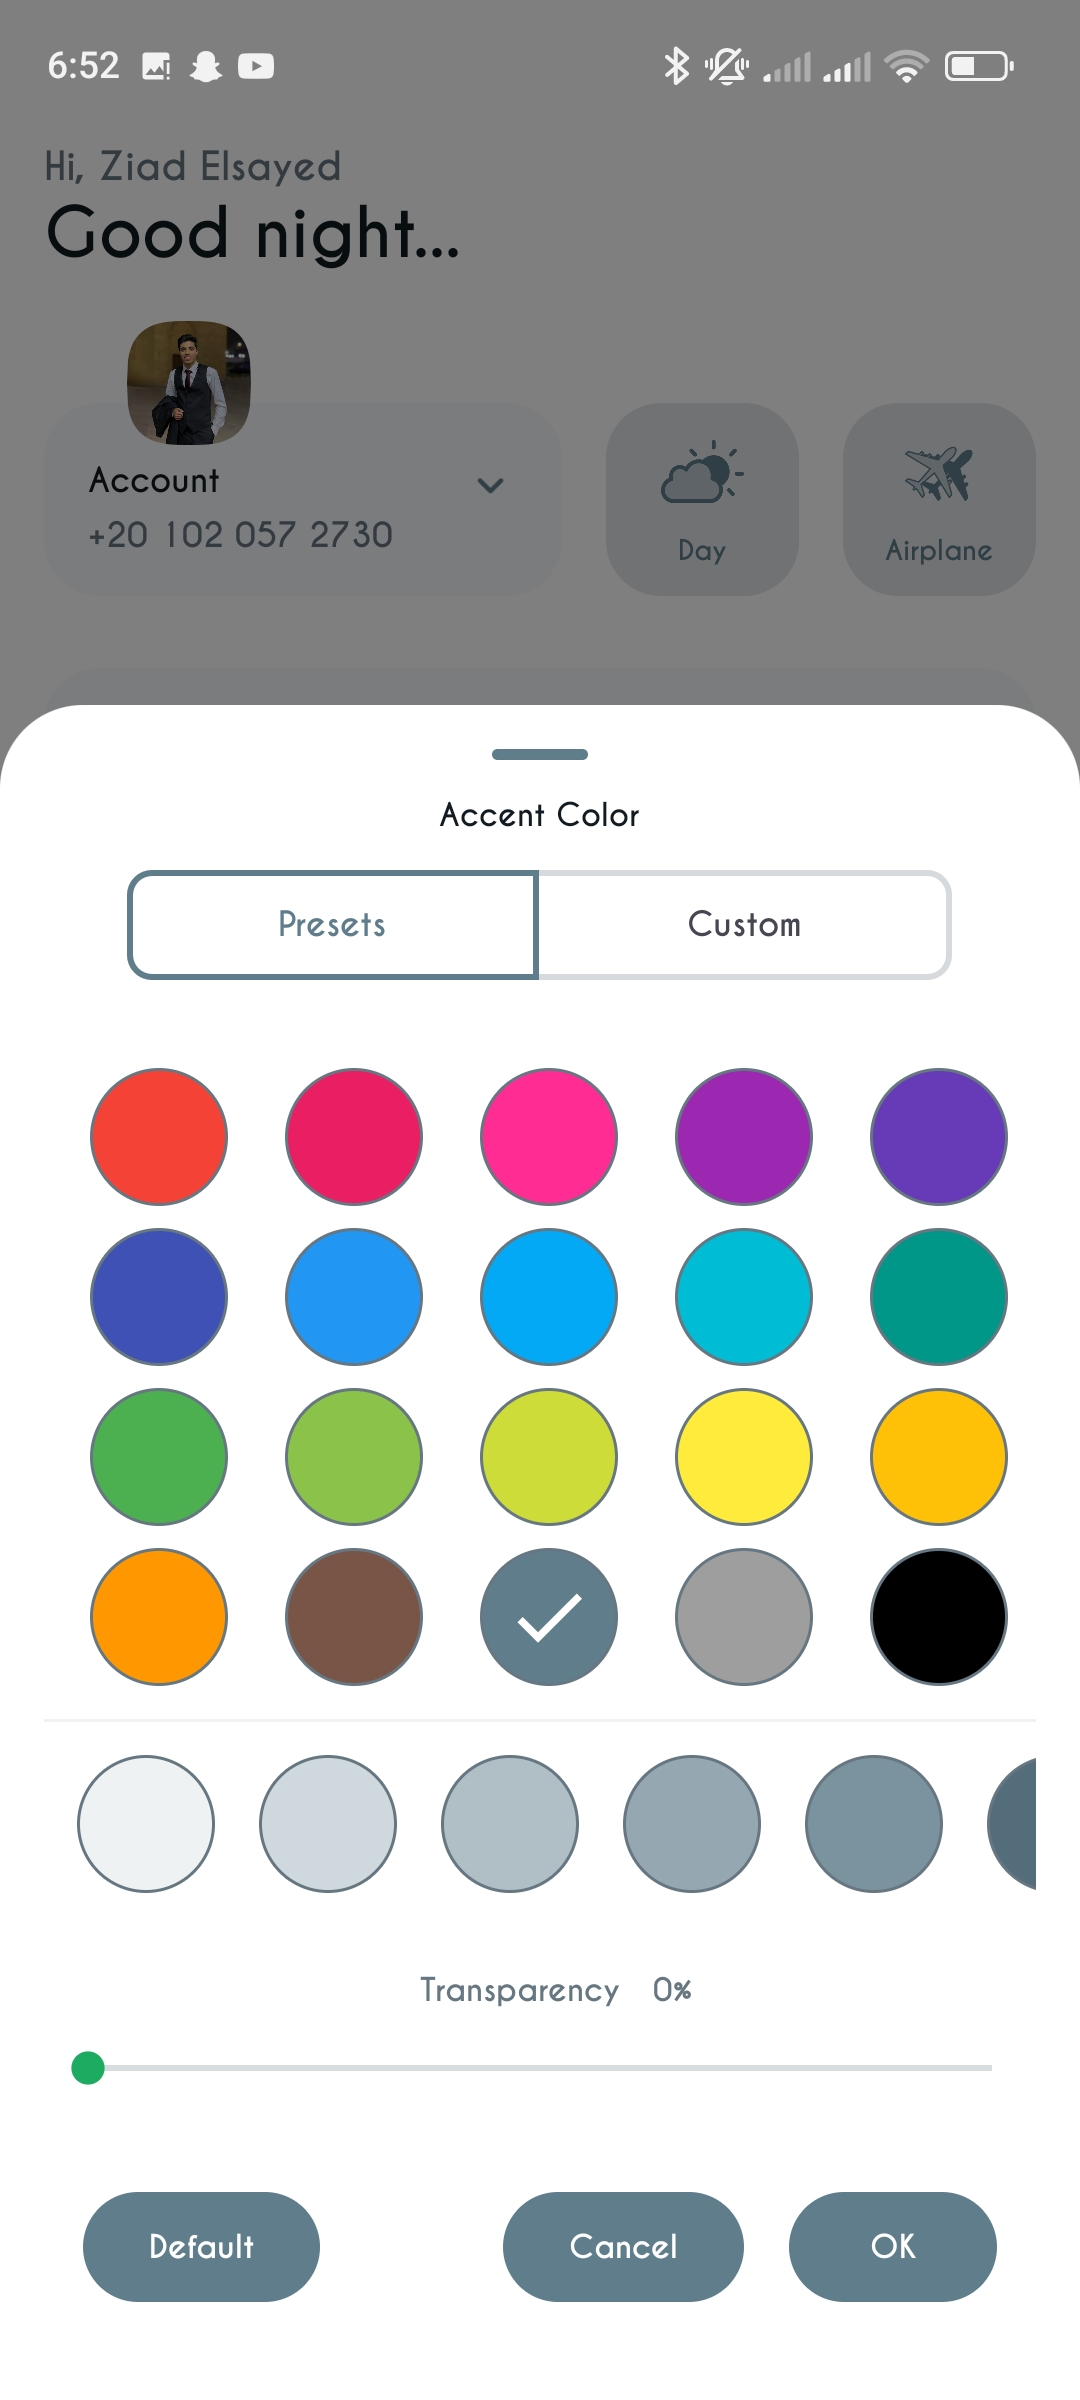 6:52
Hi, Ziad Elsayed
Good night...
Account
+20 102 057 2730
Day
Airplane
Accent Color
Presets
Custom
Transparency 0%
Default
Cancel
OK